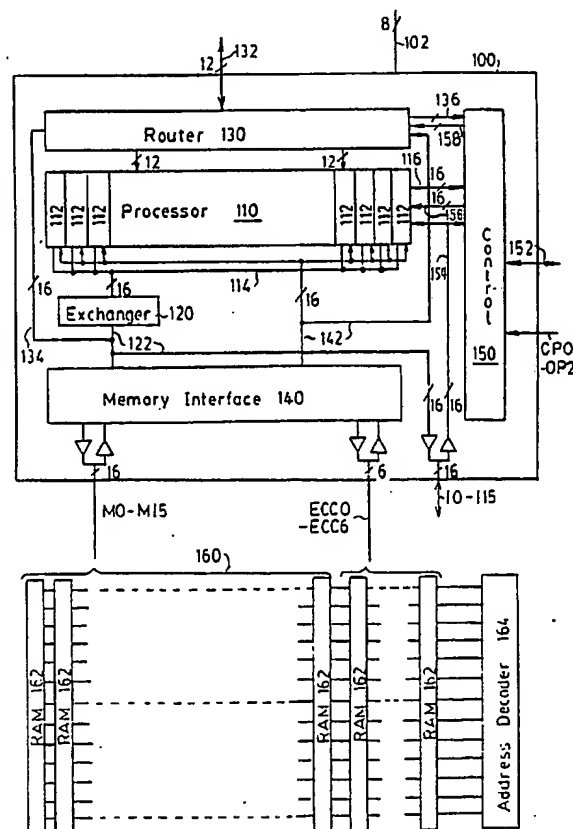 8
102
132
12
100
136
Router 130
158
12
12
116
16
112
112
112
Processor 110
112
112
112
112
16
156
114
154
16
16
16
Exchanger 120
134
122
142
Control
150
152
CP0
-OP2
Memory Interface 140
16
16
16
6
16
M0-M15
ECC0
-ECC6
I0-I15
160
RAM 162
RAM 162
RAM 162
RAM 162
RAM 162
Address Decoder 164